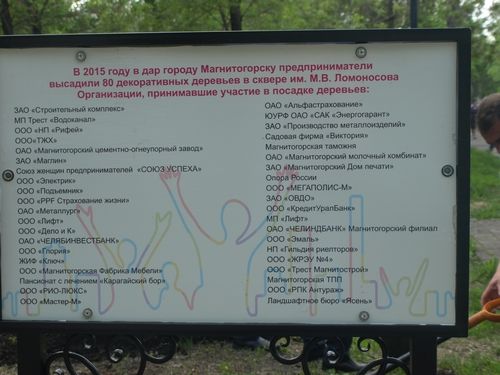 В 2015 году в дар городу Магнитогорску предприниматели
высадили 80 декоративных деревьев в сквере им. М.В. Ломоносова
Организации, принимавшие участие в посадке деревьев:
ЗАО «Строительный комплекс»
МП Трест «Водоканал»
ООО «НП «Рифей»
ООО«ТЖХ»
ОАО «Магнитогорский цементно-огнеупорный завод»
ЗАО «Маглин»
Союз женщин предпринимателей «СОЮЗ УСПЕХА»
ООО «Электрик»
ООО «Подъемник»
ООО «РРF Страхование жизни»
ОАО «Металлург»
ООО «Лифт»
ООО «Дело и К»
ОАО «ЧЕЛЯБИНВЕСТБАНК»
ООО «Глория»
ЖИФ «Ключ»
ООО «Магнитогорская Фабрика Мебели»
Пансинат с лечением «Карагайский бор»
ООО «РИО-ЛЮКС»
ООО «Мастер-М»
ОАО «Альфастрахование»
ЮУРФ ОАО «САК «Энергогарант»
ЗАО «Производство металлоизделий»
Садовая фирма «Виктория»
Магнитогорская таможня
ОАО «Магнитогорский молочный комбинат»
ЗАО «Магнитогорский Дом печати»
Опора России
ООО «МЕГАПОЛИС-М»
ЗАО «ОВДО»
ООО «КредитУралБанк»
МП «Лифт»
ОАО «ЧЕЛИНДБАНК» Магнитогорский филиал
ООО «Эмаль»
НП «Гильдия риелторов»
ООО «ЖРЭУ №4»
ООО «Трест Магнитострой»
Магнитогорская ТПП
ООО «РПК Антураж»
Ландшафтное бюро «Ясень»